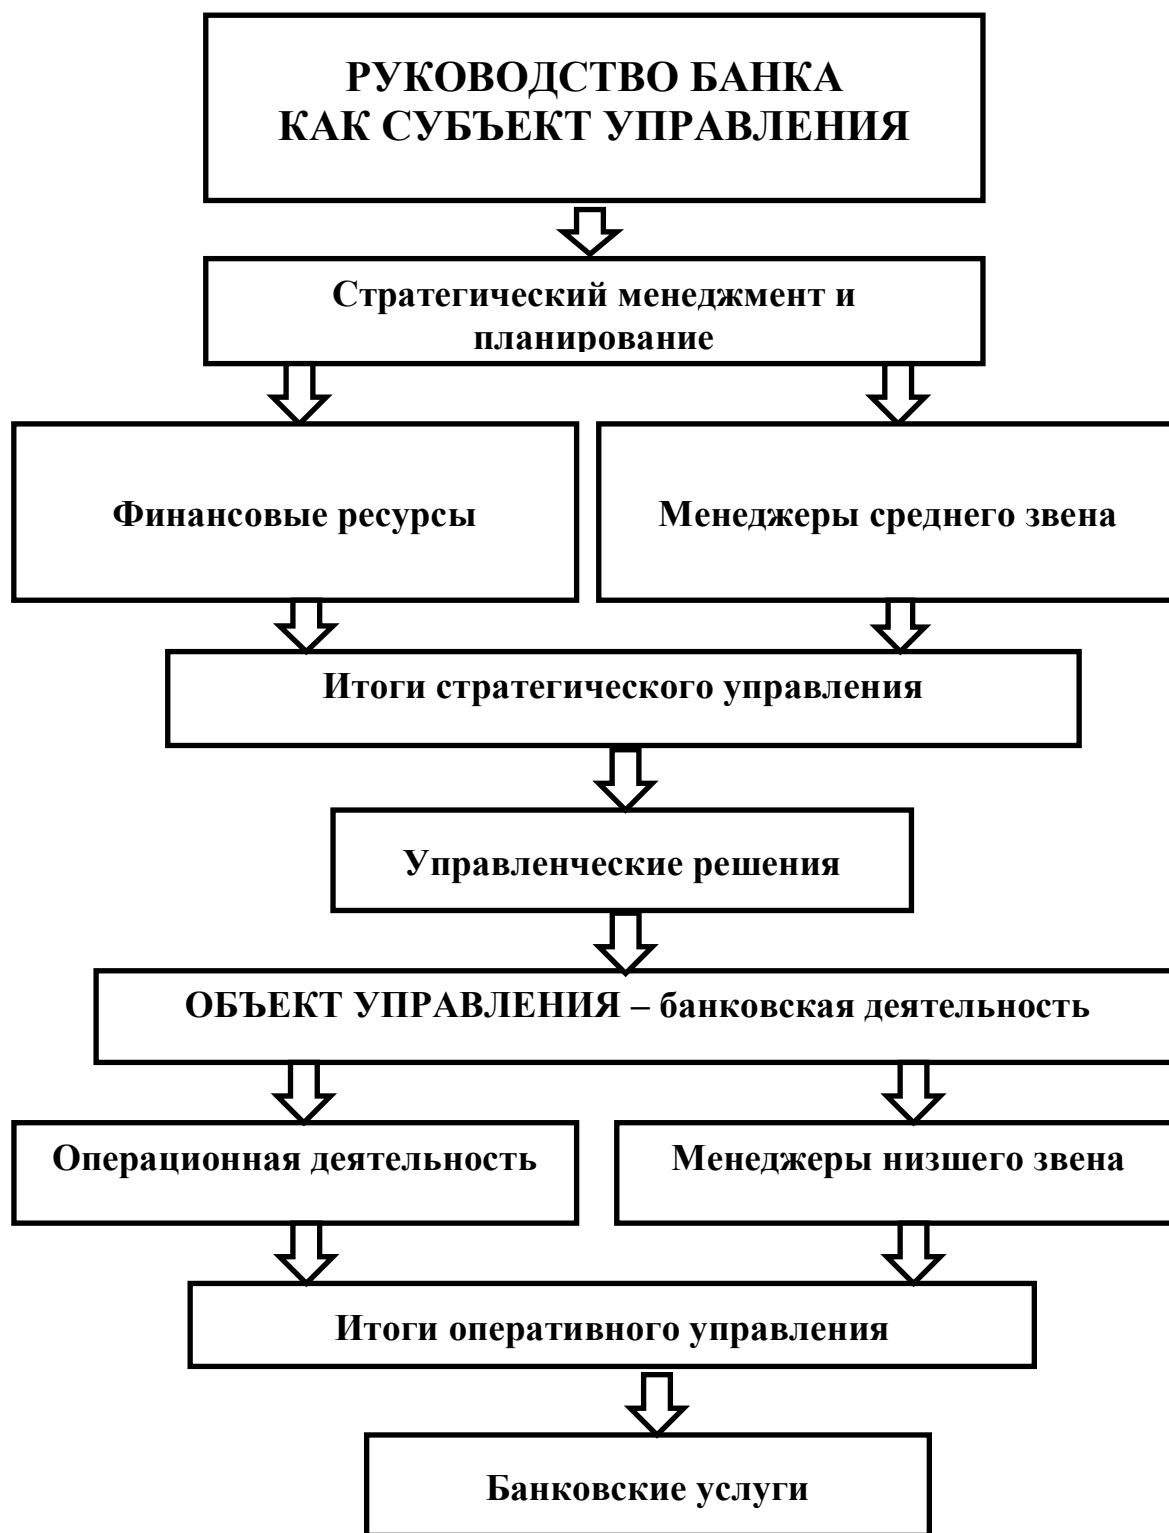 РУКОВОДСТВО БАНКА
КАК СУБЪЕКТ УПРАВЛЕНИЯ
Стратегический менеджмент и
планирование
Финансовые ресурсы
Менеджеры среднего звена
Итоги стратегического управления
Управленческие решения
ОБЪЕКТ УПРАВЛЕНИЯ – банковская деятельность
Операционная деятельность
Менеджеры низшего звена
Итоги оперативного управления
Банковские услуги